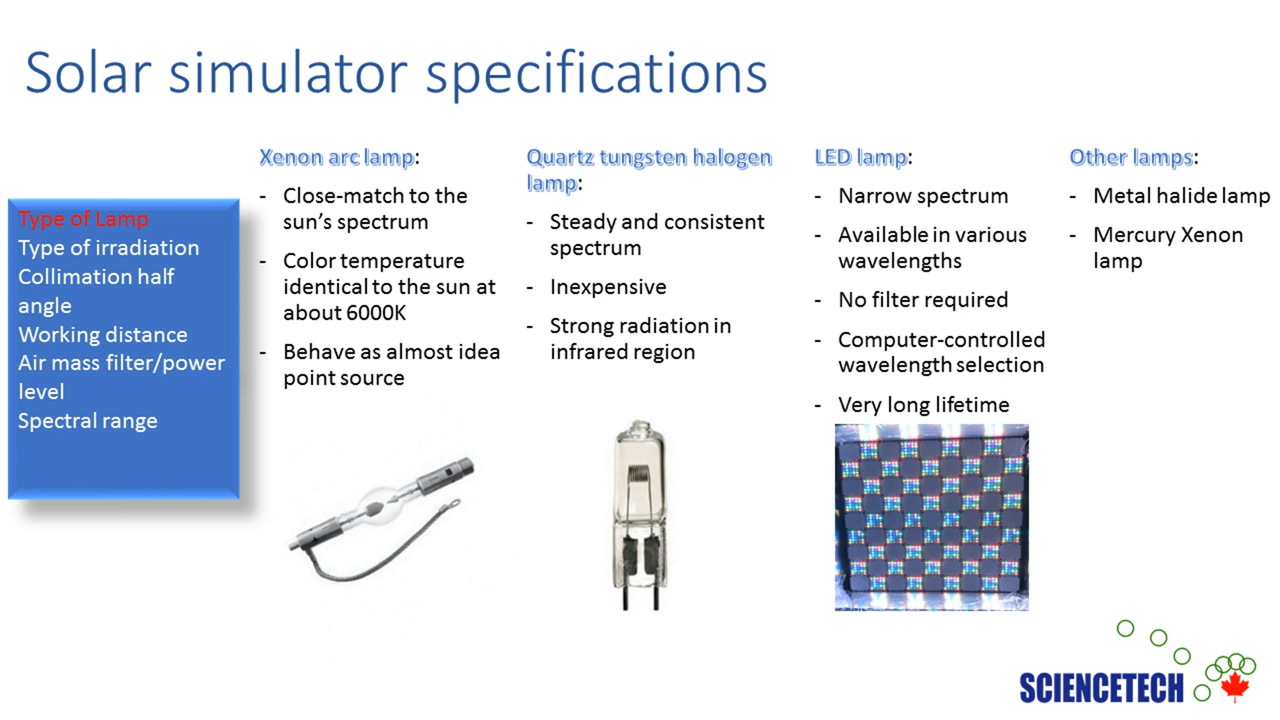 Solar simulator specifications
Type of Lamp
Type of irradiation
Collimation half
angle
Working distance
Air mass filter/power
level
Spectral range
Xenon arc lamp:
- Close-match to the
sun's spectrum
- Color temperature
identical to the sun at
about 6000K
- Behave as almost idea
point source
Quartz tungsten halogen
lamp:
- Steady and consistent
spectrum
- Inexpensive
- Strong radiation in
infrared region
LED lamp:
- Narrow spectrum
- Available in various
wavelengths
- No filter required
- Computer-controlled
wavelength selection
- Very long lifetime
Other lamps:
- Metal halide lamp
- Mercury Xenon
lamp
SCIENCETECH